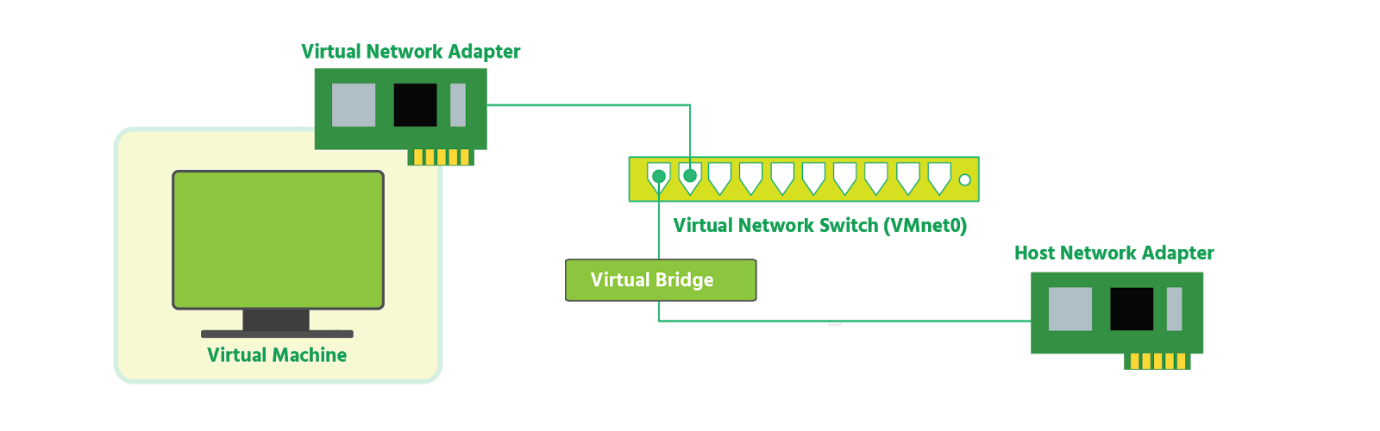 Virtual Network Adapter
Virtual Network Switch (VMnet0)
Host Network Adapter
Virtual Bridge
Virtual Machine